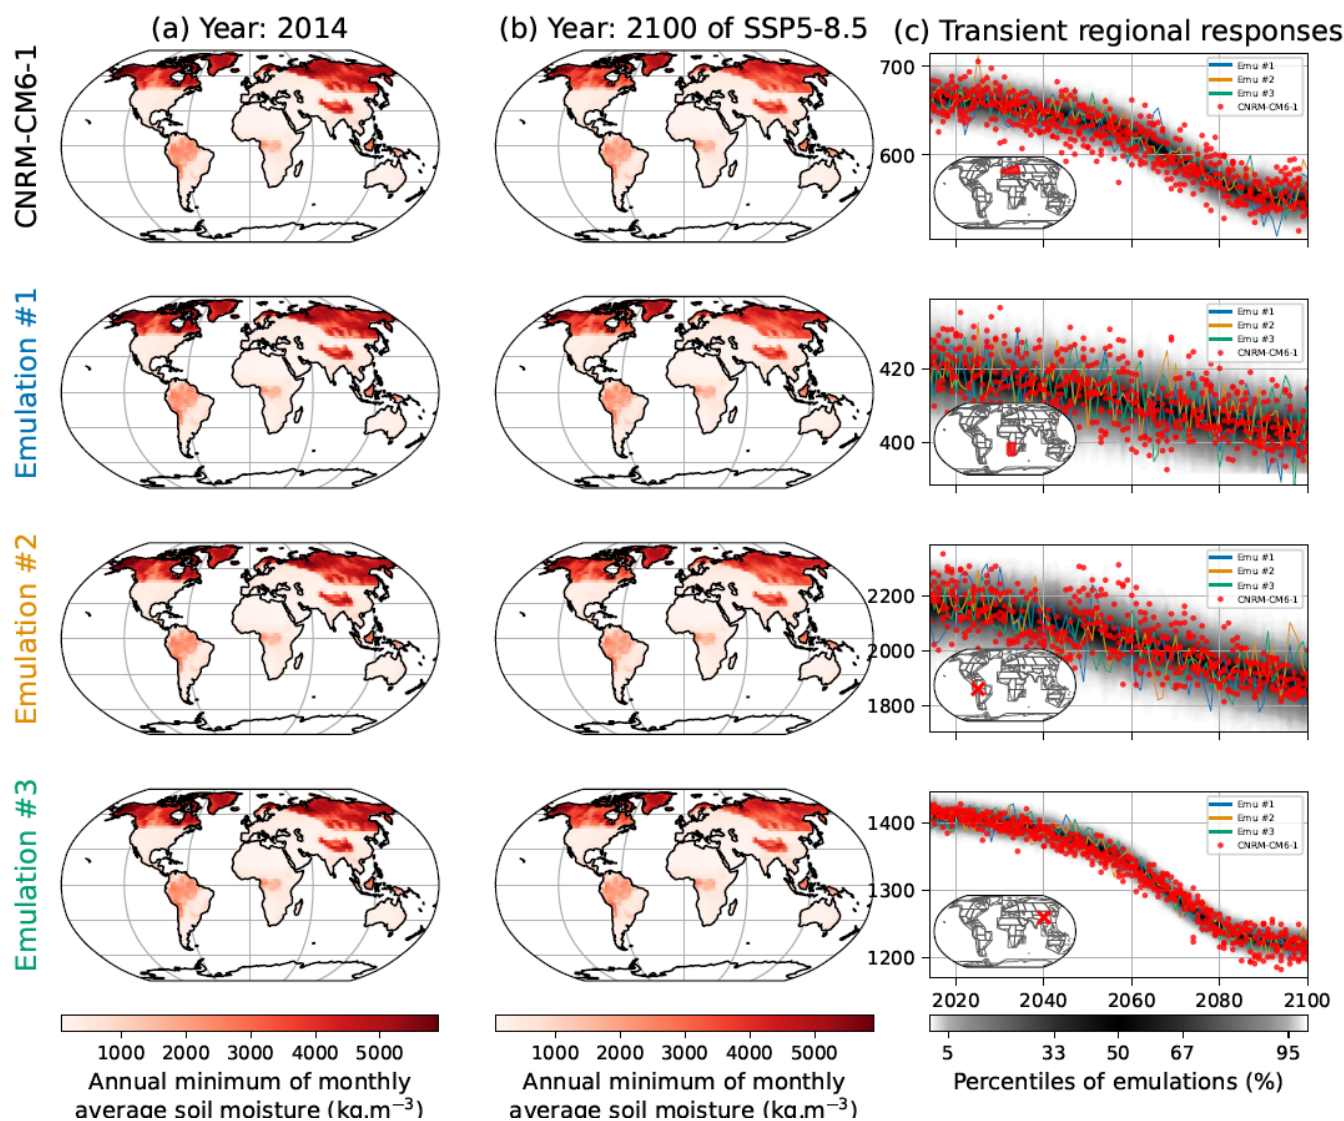 (a) Year: 2014
(b) Year: 2100 of SSP5-8.5
(c) Transient regional responses
CNRM-CM6-1
700
600
Emu #1
Emu #2
Emu #3
CNRM-CM6-1
Emulation #1
420
400
Emu #1
Emu #2
Emu #3
CNRM-CM6-1
Emulation #2
2200
2000
1800
Emu #1
Emu #2
Emu #3
CNRM-CM6-1
Emulation #3
1400
1300
1200
Emu #1
Emu #2
Emu #3
CNRM-CM6-1
2020 2040 2060 2080 2100
1000 2000 3000 4000 5000
Annual minimum of monthly
average soil moisture (kg.m⁻³)
1000 2000 3000 4000 5000
Annual minimum of monthly
average soil moisture (kg.m⁻³)
5 33 50 67 95
Percentiles of emulations (%)